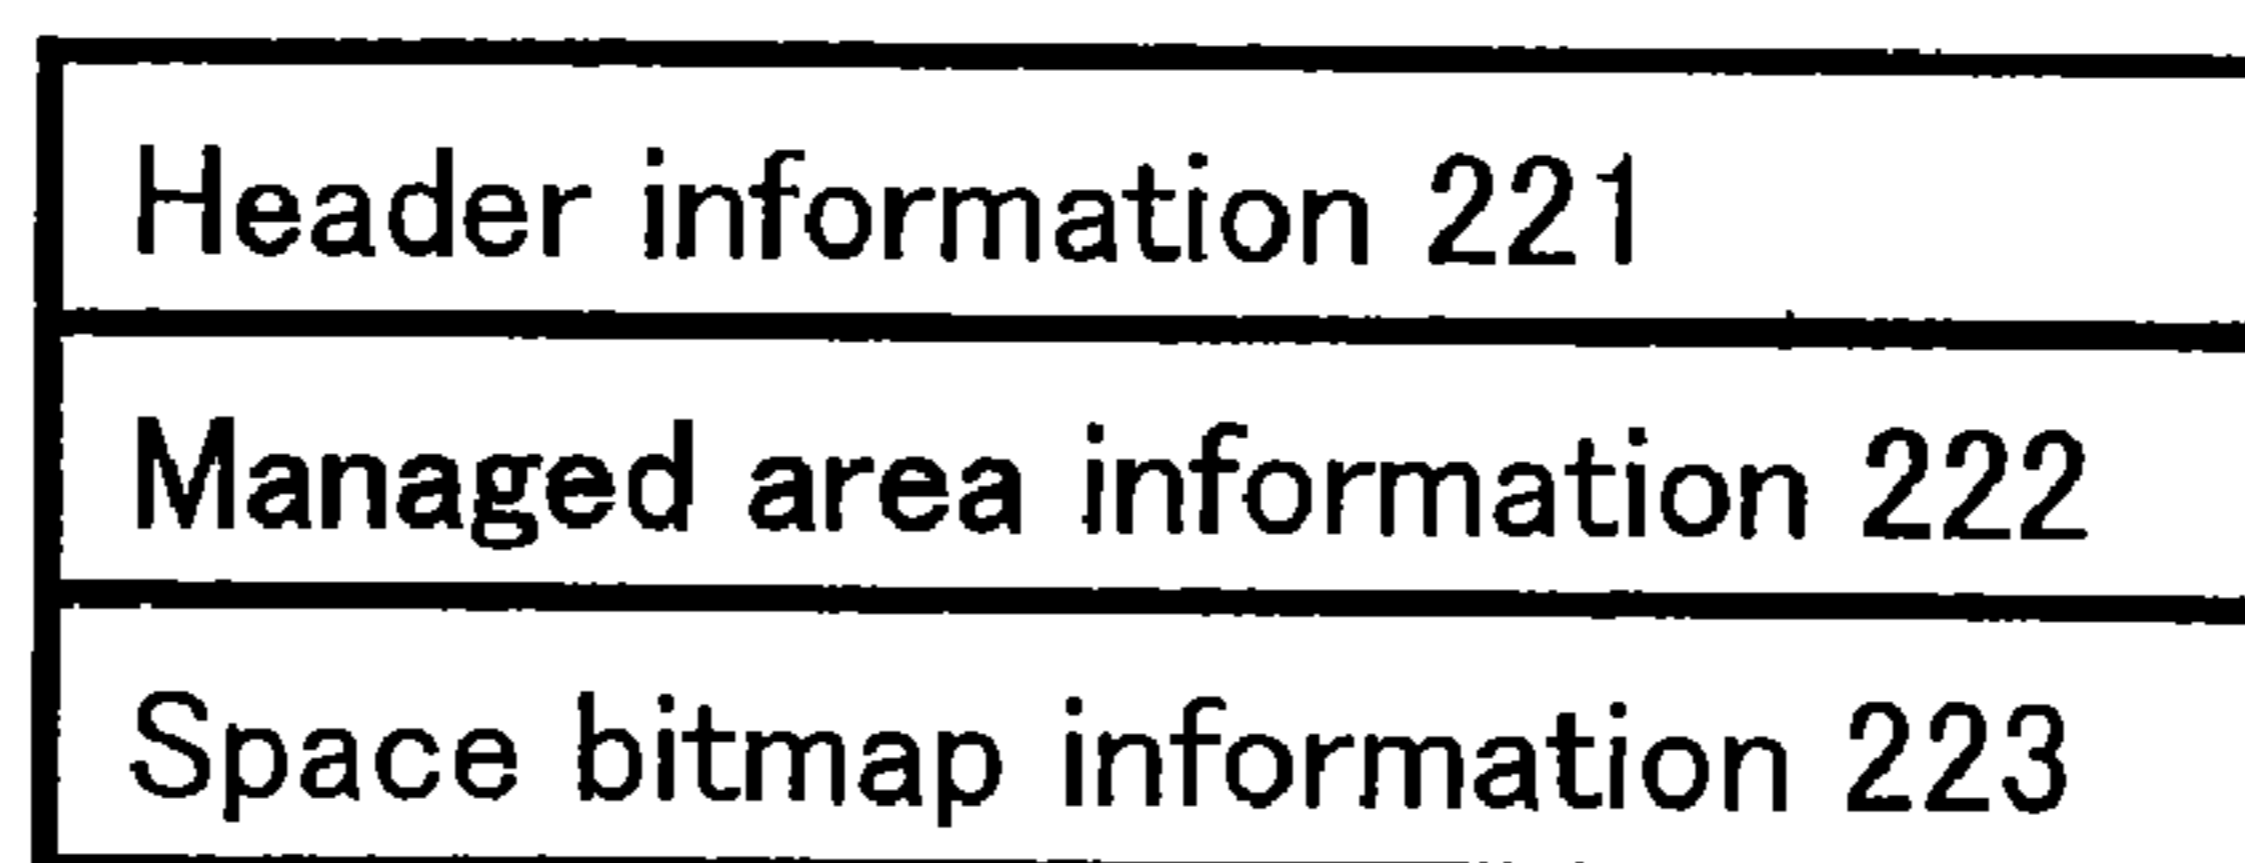 Header information 221
Managed area information 222
Space bitmap information 223